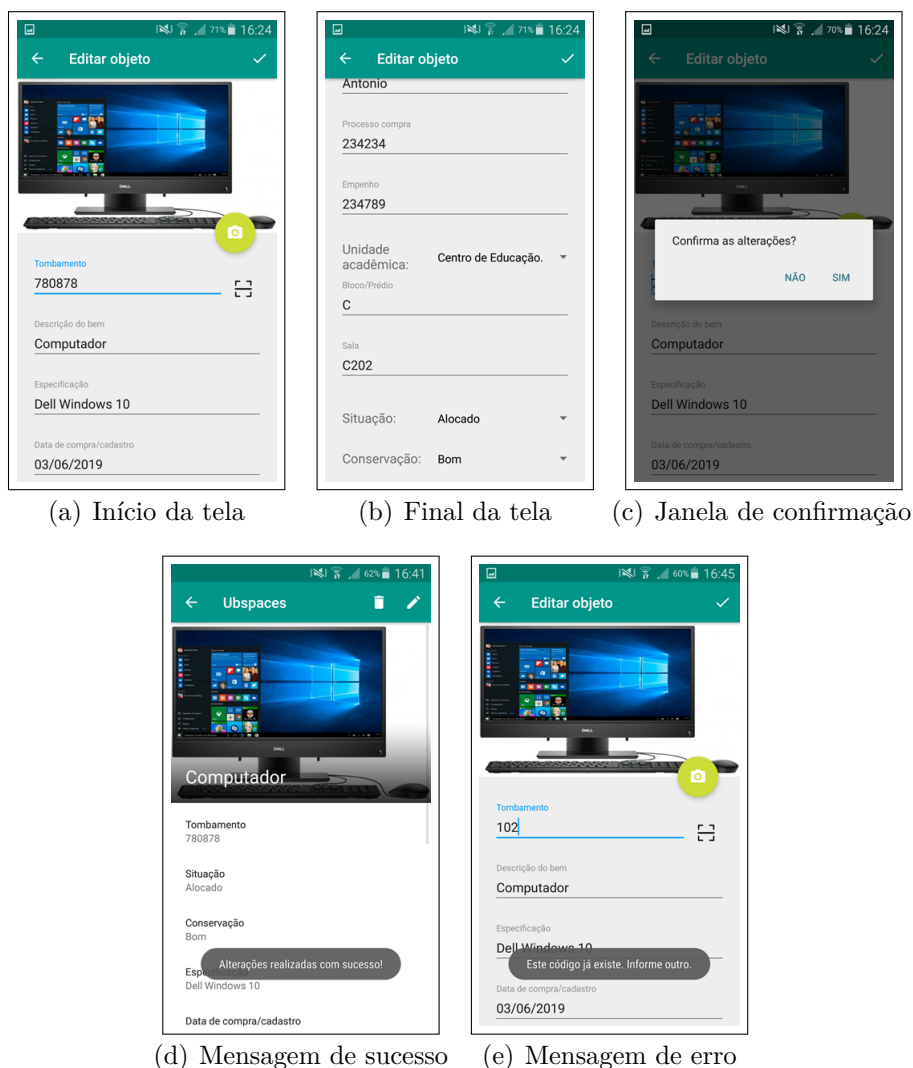 71% 16:24
Editar objeto
DELL
Tombamento
780878
Descrição do bem
Computador
Especificação
Dell Windows 10
Data de compra/cadastro
03/06/2019
(a) Início da tela
71% 16:24
Editar objeto
Antonio
Processo compra
234234
Empenho
234789
Unidade
acadêmica:
Centro de Educação.
Bloco/Prédio
C
Sala
C202
Situação: Alocado
Conservação: Bom
(b) Final da tela
70% 16:24
Editar objeto
Confirma as alterações?
NÃO SIM
Descrição do bem
Computador
Especificação
Dell Windows 10
Data de compra/cadastro
03/06/2019
(c) Janela de confirmação
62% 16:41
Ubspaces
DELL
Computador
Tombamento
780878
Situação
Alocado
Conservação
Bom
Alterações realizadas com sucesso!
Dell Windows 10
Data de compra/cadastro
(d) Mensagem de sucesso
60% 16:45
Editar objeto
DELL
Tombamento
102
Descrição do bem
Computador
Especificação
Dell Windows 10
Este código já existe. Informe outro.
Data de compra/cadastro
03/06/2019
(e) Mensagem de erro